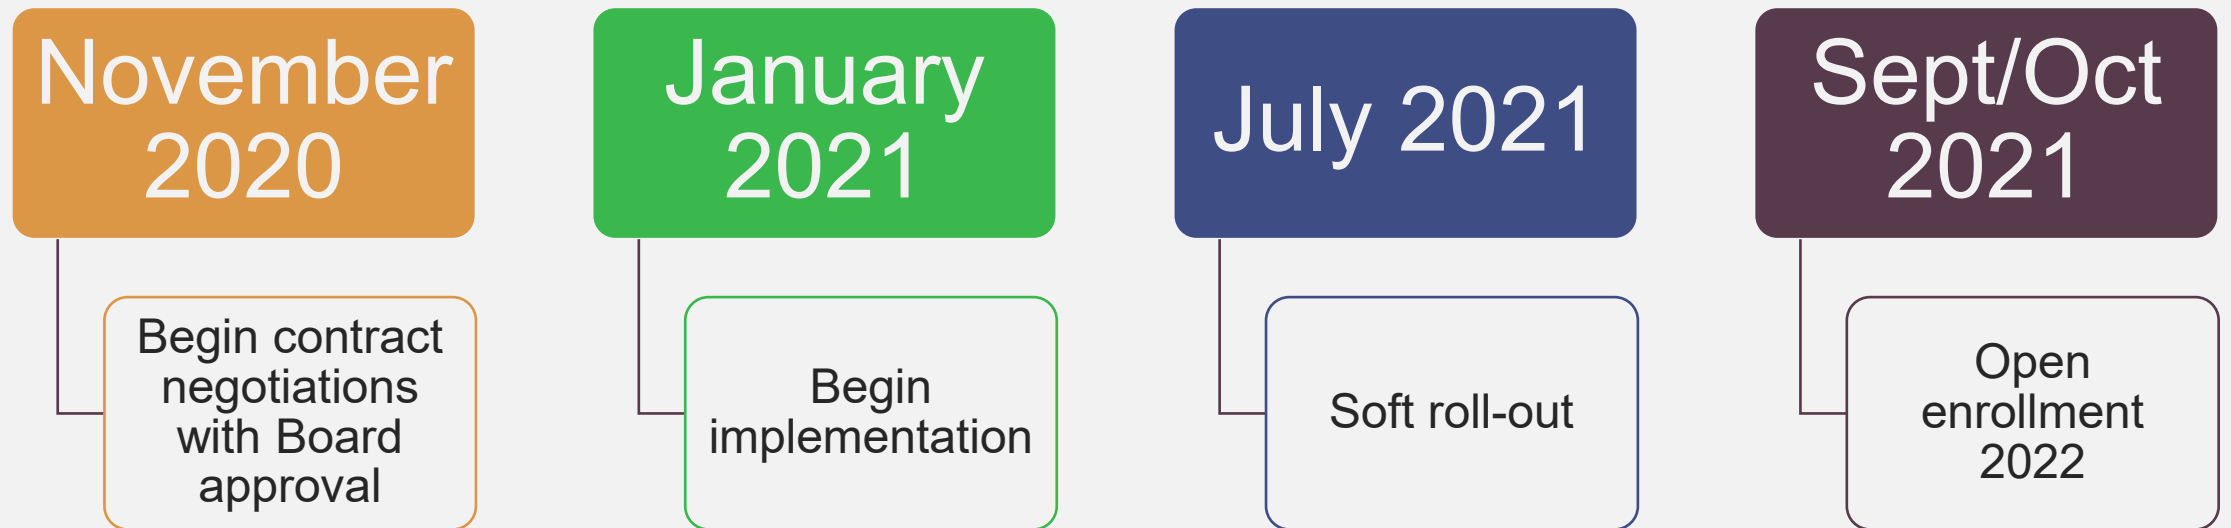 November
2020
Begin contract
negotiations
with Board
approval
January
2021
Begin
implementation
July 2021
Soft roll-out
Sept/Oct
2021
Open
enrollment
2022